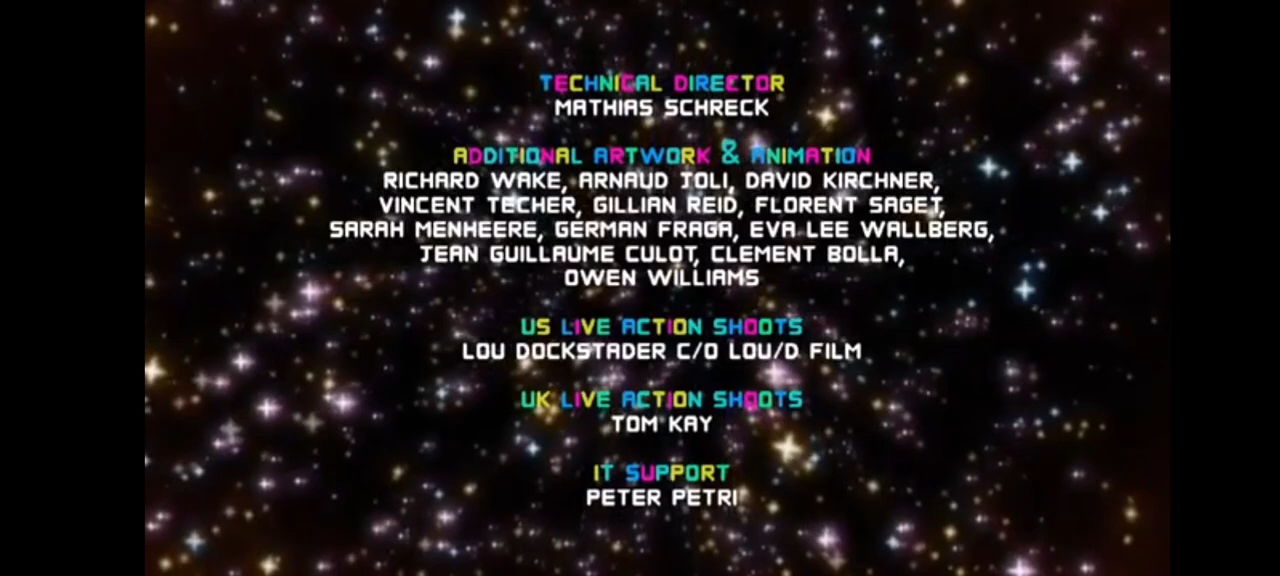 TECHNICAL DIRECTOR
MATHIAS SCHRECK
ADDITIONAL ARTWORK & ANIMATION
RICHARD WAKE, ARNAUD JOLI, DAVID KIRCHNER,
VINCENT TECHER, GILLIAN REID, FLORENT SAGET,
SARAH MENHEERE, GERMAN FRAGA, EVA LEE WALLBERG,
JEAN GUILLAUME CULOT, CLEMENT BOLLA,
OWEN WILLIAMS
US LIVE ACTION SHOOTS
LOU DOCKSTADER C/O LOU/D FILM
UK LIVE ACTION SHOOTS
TOM KAY
IT SUPPORT
PETER PETRI